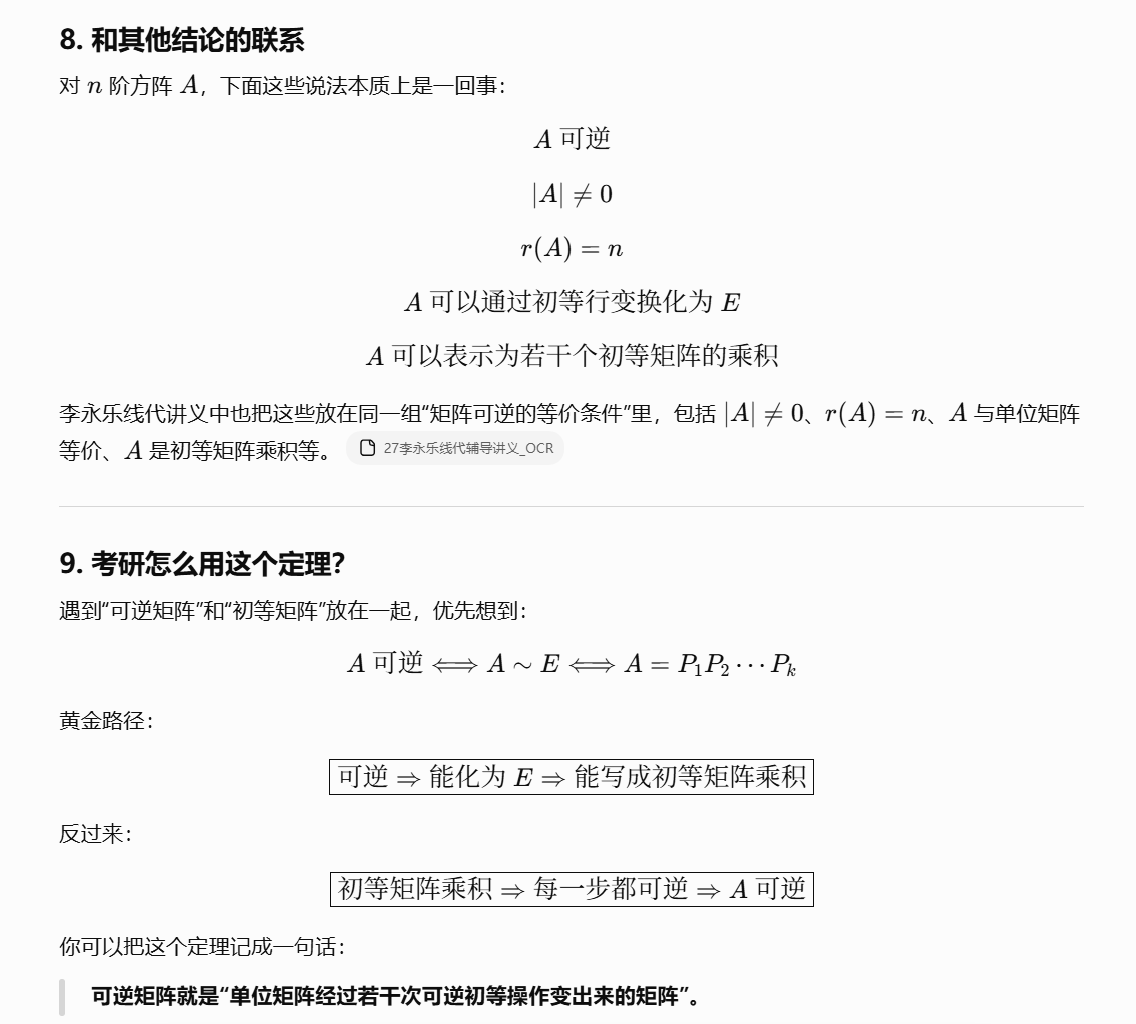 8. 和其他结论的联系
对 n 阶方阵 A，下面这些说法本质上是一回事：
A 可逆
|A| ≠ 0
r(A) = n
A 可以通过初等行变换化为 E
A 可以表示为若干个初等矩阵的乘积
李永乐线代讲义中也把这些放在同一组“矩阵可逆的等价条件”里，包括 |A| ≠ 0、r(A) = n、A 与单位矩阵
等价、A 是初等矩阵乘积等。 27李永乐线代辅导讲义_OCR
9. 考研怎么用这个定理？
遇到“可逆矩阵”和“初等矩阵”放在一起，优先想到：
A 可逆 ⟺ A ∼ E ⟺ A = P₁P₂⋯Pₖ
黄金路径：
可逆 ⇒ 能化为 E ⇒ 能写成初等矩阵乘积
反过来：
初等矩阵乘积 ⇒ 每一步都可逆 ⇒ A 可逆
你可以把这个定理记成一句话：
可逆矩阵就是“单位矩阵经过若干次可逆初等操作变出来的矩阵”。